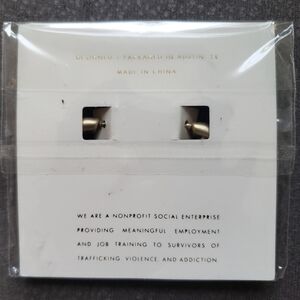 DESIGNED + PACKAGED IN AUSTIN, TX
MADE IN CHINA
WE ARE A NONPROFIT SOCIAL ENTERPRISE
PROVIDING MEANINGFUL EMPLOYMENT
AND JOB TRAINING TO SURVIVORS OF
TRAFFICKING, VIOLENCE, AND ADDICTION.